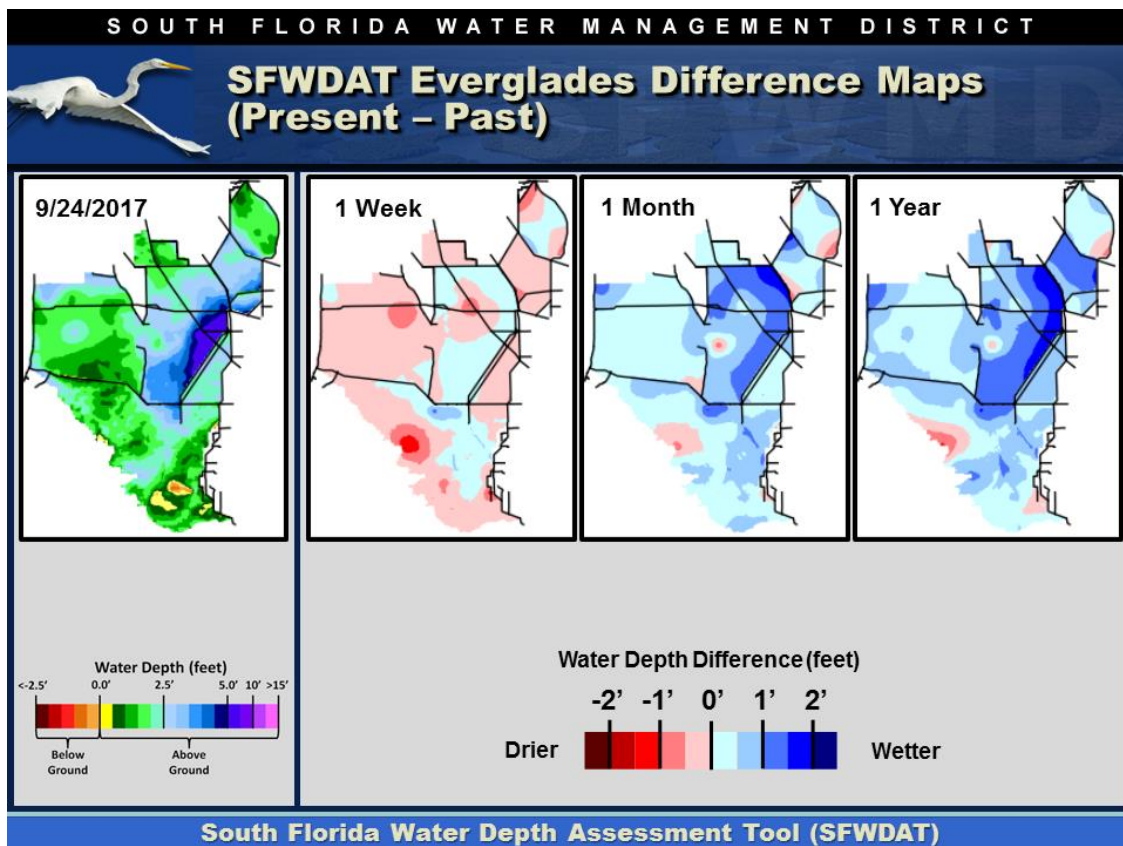 SOUTH FLORIDA WATER MANAGEMENT DISTRICT
SFWDAT Everglades Difference Maps
(Present – Past)
SFWMD
9/24/2017
1 Week
1 Month
1 Year
Water Depth (feet)
<-2.5' 0.0' 2.5' 5.0' 10' >15'
Below
Ground
Above
Ground
Water Depth Difference (feet)
-2' -1' 0' 1' 2'
Drier
Wetter
South Florida Water Depth Assessment Tool (SFWDAT)